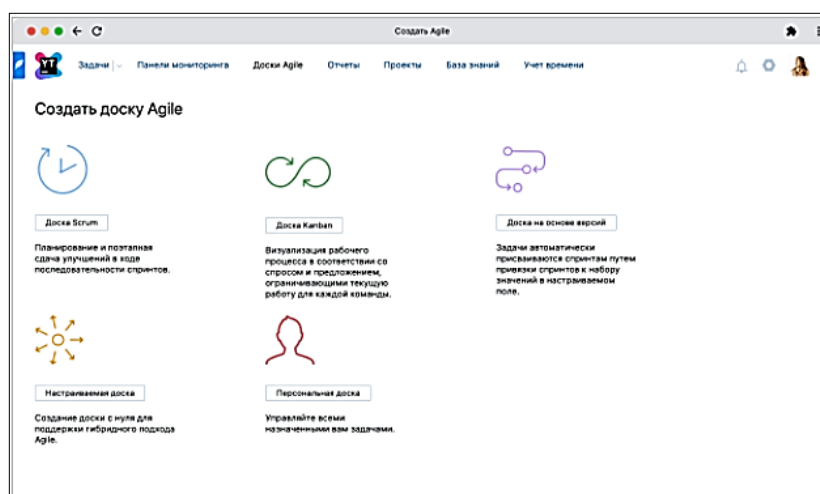 Создать Agile
YT
Задачи
Панели мониторинга
Доски Agile
Отчеты
Проекты
База знаний
Учет времени
Создать доску Agile
Доска Scrum
Планирование и поэтапная
сдача улучшений в ходе
последовательности спринтов.
Доска Kanban
Визуализация рабочего
процесса в соответствии со
спросом и предложением,
ограничивающими текущую
работу для каждой команды.
Доска на основе версий
Задачи автоматически
присваиваются спринтам путем
привязки спринтов к набору
значений в настраиваемом
поле.
Настраиваемая доска
Создание доски с нуля для
поддержки гибридного подхода
Agile.
Персональная доска
Управляйте всеми
назначенными вам задачами.